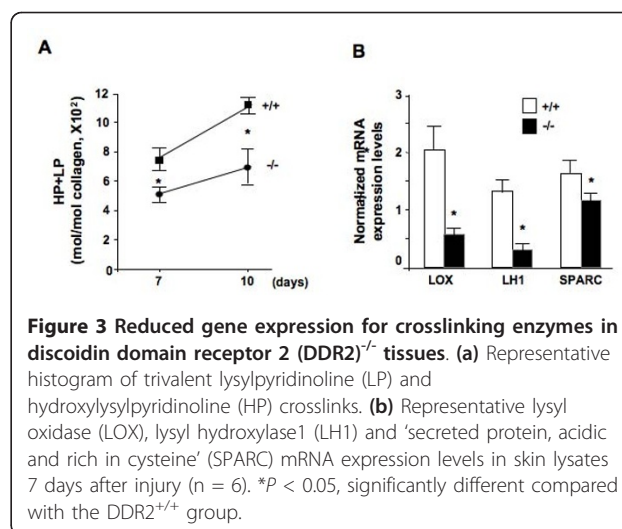 A
HP+LP
(mol/mol collagen, X10²)
12
10
8
6
4
2
0
+/+
*
*
-/-
7 10 (days)
B
Normalized mRNA
expression levels
*
3
2
1
0
+/+
-/-
*
*
*
LOX LH1 SPARC
Figure 3 Reduced gene expression for crosslinking enzymes in
discoidin domain receptor 2 (DDR2)⁻/⁻ tissues. (a) Representative
histogram of trivalent lysylpyridinoline (LP) and
hydroxylysylpyridinoline (HP) crosslinks. (b) Representative lysyl
oxidase (LOX), lysyl hydroxylase1 (LH1) and ‘secreted protein, acidic
and rich in cysteine’ (SPARC) mRNA expression levels in skin lysates
7 days after injury (n = 6). *P < 0.05, significantly different compared
with the DDR2⁺/⁺ group.